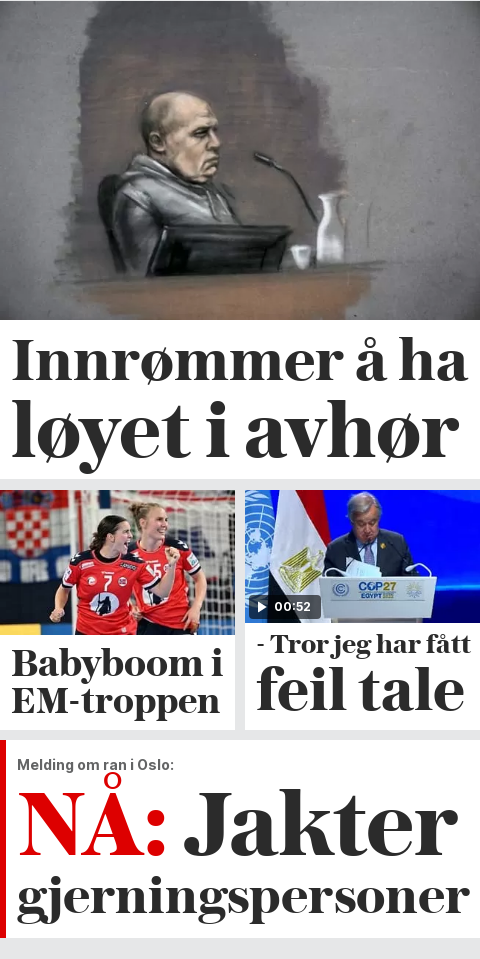 Innrømmer å ha
løyet i avhør
7
Babyboom i
EM-troppen
COP27
EGYPT
00:52
- Tror jeg har fått
feil tale
Melding om ran i Oslo:
NÅ: Jakter
gjerningspersoner